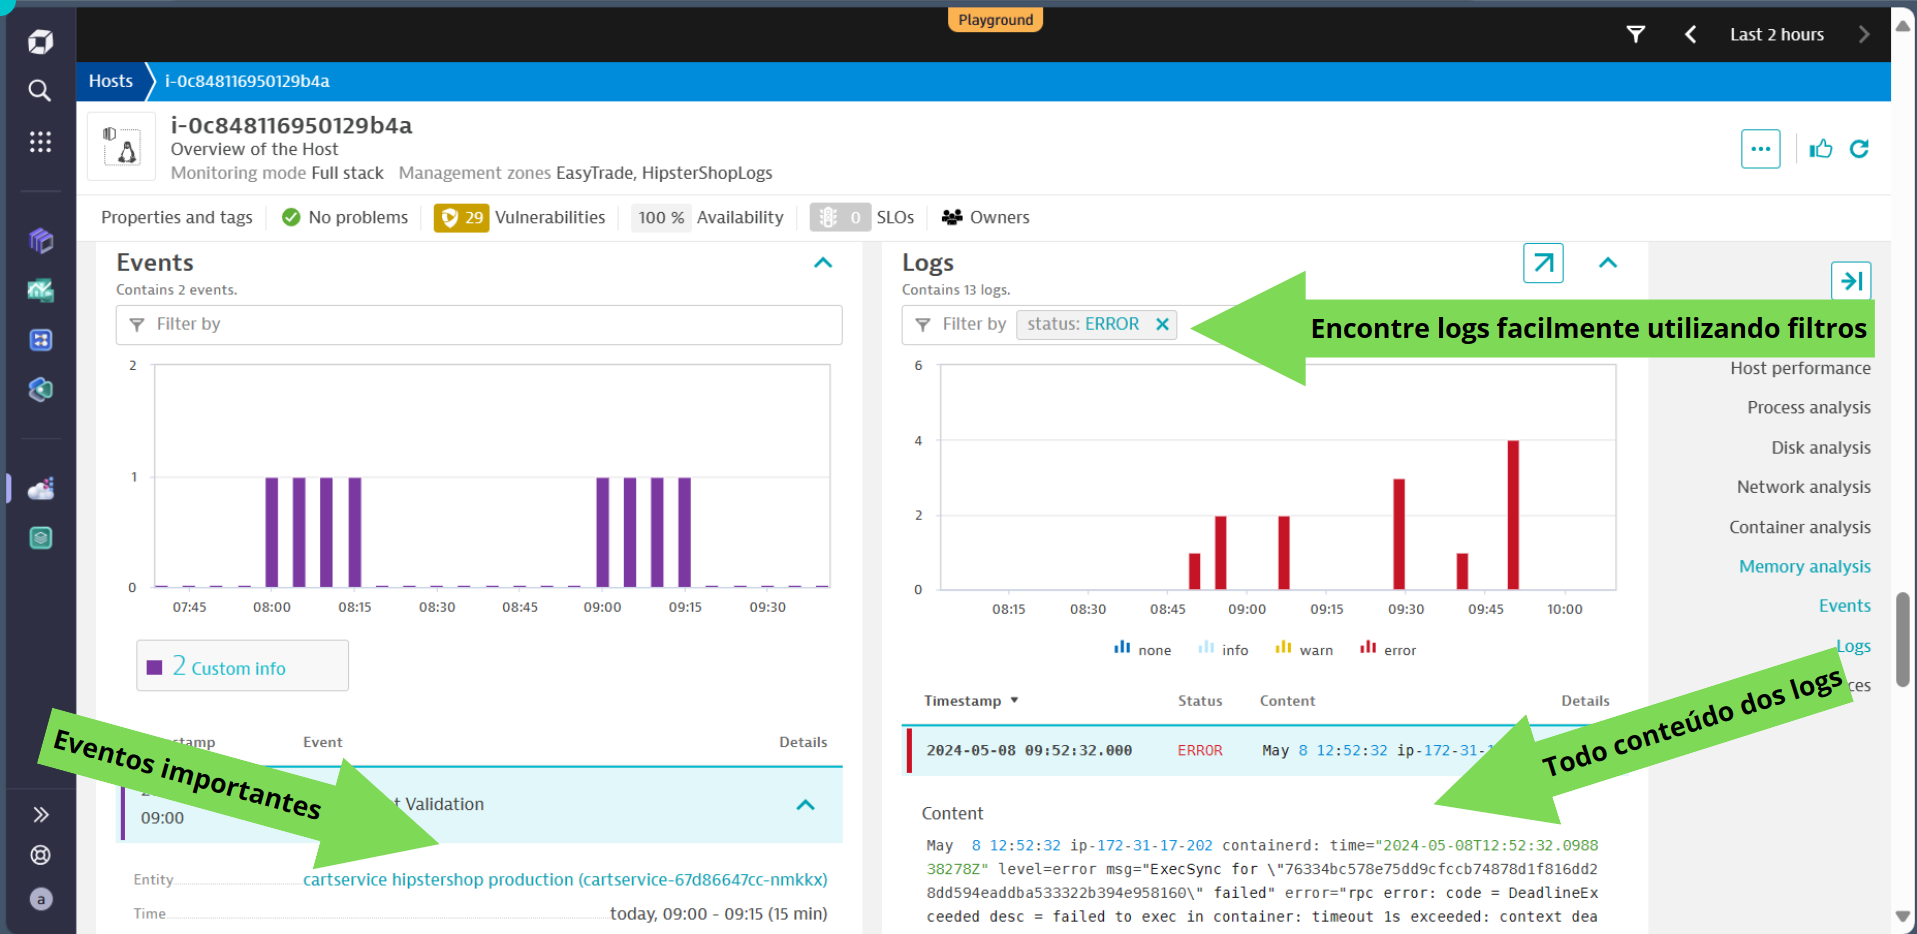 Playground
Last 2 hours
Hosts
i-0c848116950129b4a
i-0c848116950129b4a
Overview of the Host
Monitoring mode Full stack Management zones EasyTrade, HipsterShopLogs
Properties and tags
No problems
29 Vulnerabilities
100 % Availability
0 SLOs
Owners
Events
Contains 2 events.
Filter by
2
1
0
07:45 08:00 08:15 08:30 08:45 09:00 09:15 09:30
2 Custom info
Eventos importantes
Event
Details
Validation
09:00
Entity
cartservice hipstershop production (cartservice-67d86647cc-nmkkx)
Time
today, 09:00 - 09:15 (15 min)
Logs
Contains 13 logs.
Filter by status: ERROR
Encontre logs facilmente utilizando filtros
6
4
2
0
08:15 08:30 08:45 09:00 09:15 09:30 09:45 10:00
none info warn error
Timestamp Status Content Details
2024-05-08 09:52:32.000 ERROR May 8 12:52:32 ip-172-31-
Todo conteúdo dos logs
Content
May 8 12:52:32 ip-172-31-17-202 containerd: time="2024-05-08T12:52:32.0988
38278Z" level=error msg="ExecSync for \"76334bc578e75dd9cfccb74878d1f816dd2
8dd594eaddba533322b394e958160\" failed" error="rpc error: code = DeadlineEx
ceeded desc = failed to exec in container: timeout 1s exceeded: context dea
Host performance
Process analysis
Disk analysis
Network analysis
Container analysis
Memory analysis
Events
Logs
a